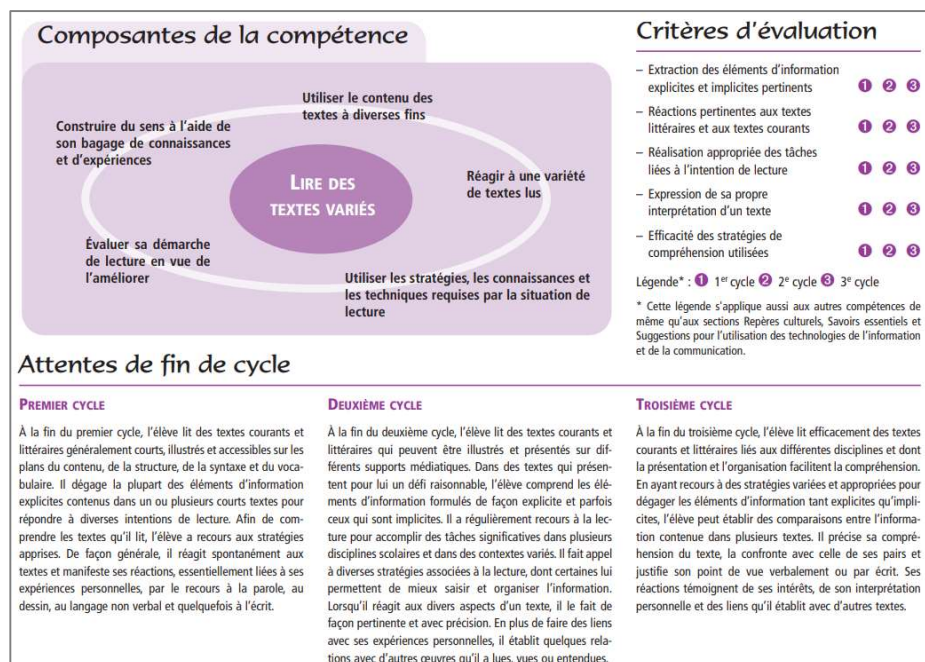 Composantes de la compétence
Utiliser le contenu des
textes à diverses fins
Construire du sens à l'aide de
son bagage de connaissances
et d'expériences
LIRE DES
TEXTES VARIÉS
Réagir à une variété
de textes lus
Évaluer sa démarche
de lecture en vue de
l'améliorer
Utiliser les stratégies, les connaissances et
les techniques requises par la situation de
lecture
Critères d'évaluation
– Extraction des éléments d'information
explicites et implicites pertinents ❶ ❷ ❸
– Réactions pertinentes aux textes
littéraires et aux textes courants ❶ ❷ ❸
– Réalisation appropriée des tâches
liées à l'intention de lecture ❶ ❷ ❸
– Expression de sa propre
interprétation d'un texte ❶ ❷ ❸
– Efficacité des stratégies de
compréhension utilisées ❶ ❷ ❸
Légende* : ❶ 1er cycle ❷ 2e cycle ❸ 3e cycle
* Cette légende s'applique aussi aux autres compétences de
même qu'aux sections Repères culturels, Savoirs essentiels et
Suggestions pour l'utilisation des technologies de l'information
et de la communication.
Attentes de fin de cycle
PREMIER CYCLE
À la fin du premier cycle, l'élève lit des textes courants et
littéraires généralement courts, illustrés et accessibles sur les
plans du contenu, de la structure, de la syntaxe et du voca-
bulaire. Il dégage la plupart des éléments d'information
explicites contenus dans un ou plusieurs courts textes pour
répondre à diverses intentions de lecture. Afin de com-
prendre les textes qu'il lit, l'élève a recours aux stratégies
apprises. De façon générale, il réagit spontanément aux
textes et manifeste ses réactions, essentiellement liées à ses
expériences personnelles, par le recours à la parole, au
dessin, au langage non verbal et quelquefois à l'écrit.
DEUXIÈME CYCLE
À la fin du deuxième cycle, l'élève lit des textes courants et
littéraires qui peuvent être illustrés et présentés sur dif-
férents supports médiatiques. Dans des textes qui présen-
tent pour lui un défi raisonnable, l'élève comprend les élé-
ments d'information formulés de façon explicite et parfois
ceux qui sont implicites. Il a régulièrement recours à la lec-
ture pour accomplir des tâches significatives dans plusieurs
disciplines scolaires et dans des contextes variés. Il fait appel
à diverses stratégies associées à la lecture, dont certaines lui
permettent de mieux saisir et organiser l'information.
Lorsqu'il réagit aux divers aspects d'un texte, il le fait de
façon pertinente et avec précision. En plus de faire des liens
avec ses expériences personnelles, il établit quelques rela-
tions avec d'autres œuvres qu'il a lues, vues ou entendues.
TROISIÈME CYCLE
À la fin du troisième cycle, l'élève lit efficacement des textes
courants et littéraires liés aux différentes disciplines et dont
la présentation et l'organisation facilitent la compréhension.
En ayant recours à des stratégies variées et appropriées pour
dégager les éléments d'information tant explicites qu'impli-
cites, l'élève peut établir des comparaisons entre l'informa-
tion contenue dans plusieurs textes. Il précise sa compré-
hension du texte, la confronte avec celle de ses pairs et
justifie son point de vue verbalement ou par écrit. Ses
réactions témoignent de ses intérêts, de son interprétation
personnelle et des liens qu'il établit avec d'autres textes.